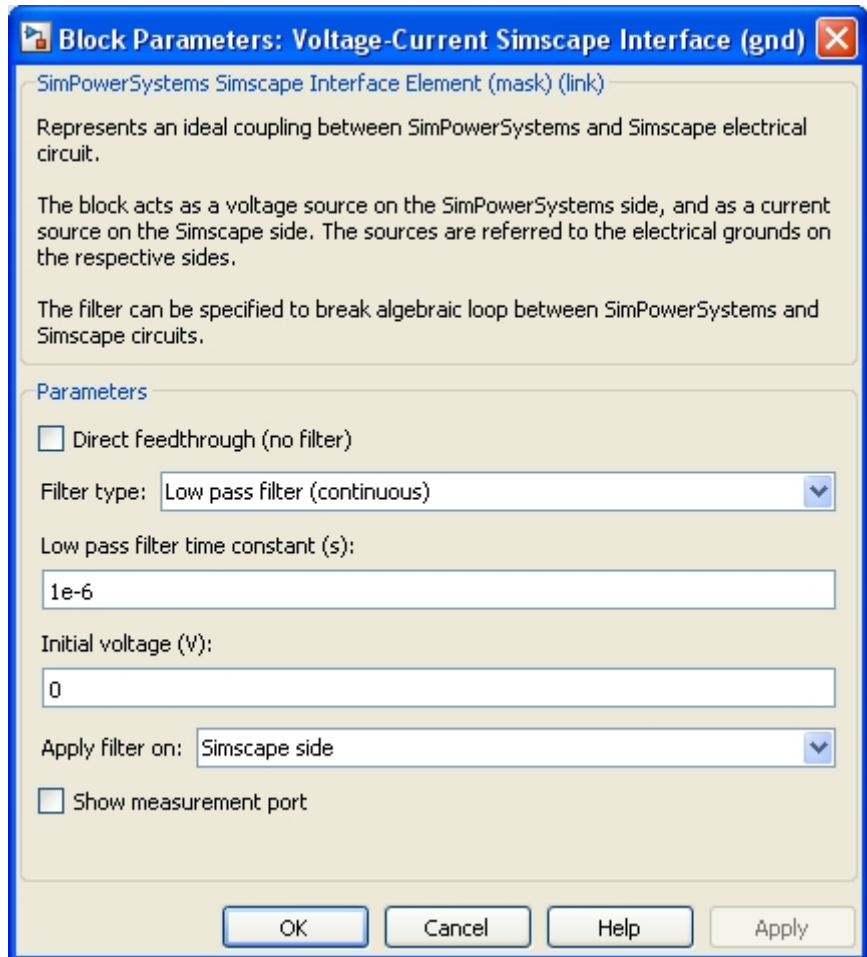 Block Parameters: Voltage-Current Simscape Interface (gnd)
SimPowerSystems Simscape Interface Element (mask) (link)
Represents an ideal coupling between SimPowerSystems and Simscape electrical
circuit.
The block acts as a voltage source on the SimPowerSystems side, and as a current
source on the Simscape side. The sources are referred to the electrical grounds on
the respective sides.
The filter can be specified to break algebraic loop between SimPowerSystems and
Simscape circuits.
Parameters
Direct feedthrough (no filter)
Filter type: Low pass filter (continuous)
Low pass filter time constant (s):
1e-6
Initial voltage (V):
0
Apply filter on: Simscape side
Show measurement port
OK Cancel Help Apply